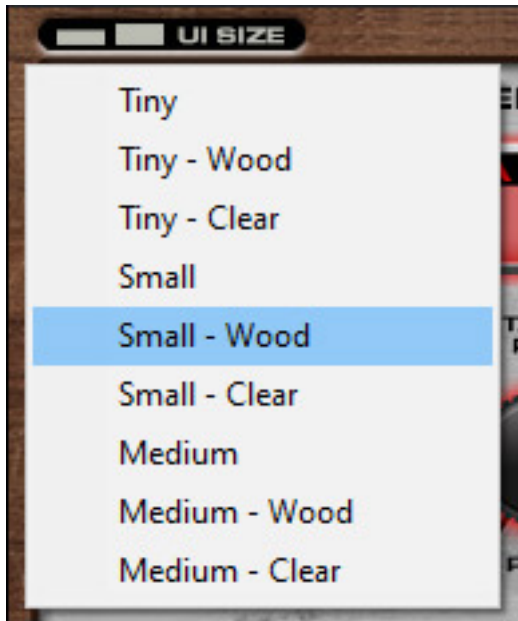 UI SIZE
Tiny
Tiny - Wood
Tiny - Clear
Small
Small - Wood
Small - Clear
Medium
Medium - Wood
Medium - Clear